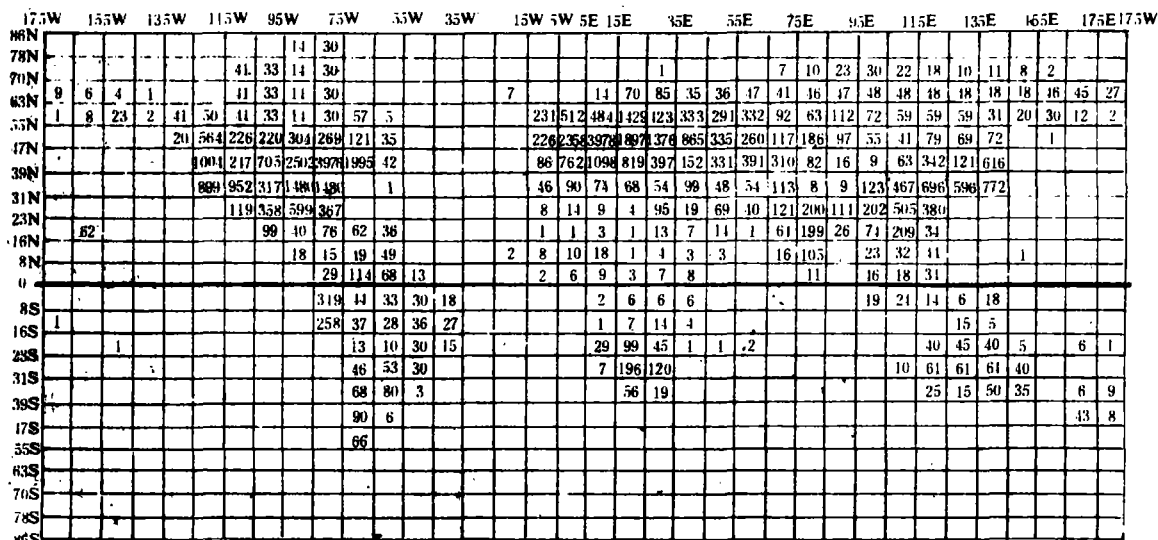 175W 155W 135W 115W 95W 75W 55W 35W 15W 5W 5E 15E 35E 55E 75E 95E 115E 135E 165E 175E 175W
86N
14 30
78N
41 33 14 30 1 7 10 23 30 22 18 10 11 8 2
70N
9 6 4 1 41 33 14 30 7 14 70 85 35 36 47 41 46 47 48 48 48 48 18 18 46 45 27
63N
1 8 23 2 41 50 41 33 14 30 57 5 231 512 484 1429 423 333 291 332 92 63 112 72 59 59 59 31 20 30 12 2
55N
20 564 226 220 304 269 121 35 226 2358 3978 1897 1376 865 335 260 117 186 97 55 41 79 69 72 1
47N
1004 217 705 2502 3976 1995 42 86 762 1098 819 397 152 331 391 310 82 16 9 63 342 121 616
39N
899 952 317 1480 480 1 46 90 74 68 54 99 48 54 113 8 9 123 467 696 596 772
31N
119 358 599 367 8 14 9 4 95 19 69 40 121 200 111 202 505 380
23N
62 99 40 76 62 36 1 1 3 1 13 7 14 1 61 199 26 74 209 34
16N
18 15 19 49 2 8 10 18 1 4 3 3 16 105 23 32 41 1
8N
29 114 68 13 2 6 9 3 7 8 11 16 18 31
0
319 44 33 30 18 2 6 6 6 19 21 14 6 18
8S
1 258 37 28 36 27 1 7 14 4 15 5
16S
1 13 10 30 15 29 99 45 1 1 2 40 45 40 5 6 1
23S
46 53 30 7 196 120 10 61 61 61 40
31S
68 80 3 56 19 25 15 50 35 6 9
39S
90 6 43 8
47S
66
55S
63S
70S
78S
86S